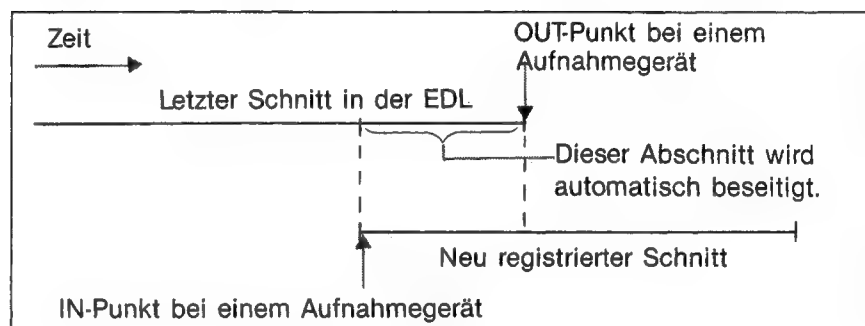 Zeit
OUT-Punkt bei einem
Aufnahmegerät
Letzter Schnitt in der EDL
Dieser Abschnitt wird
automatisch beseitigt.
Neu registrierter Schnitt
IN-Punkt bei einem Aufnahmegerät